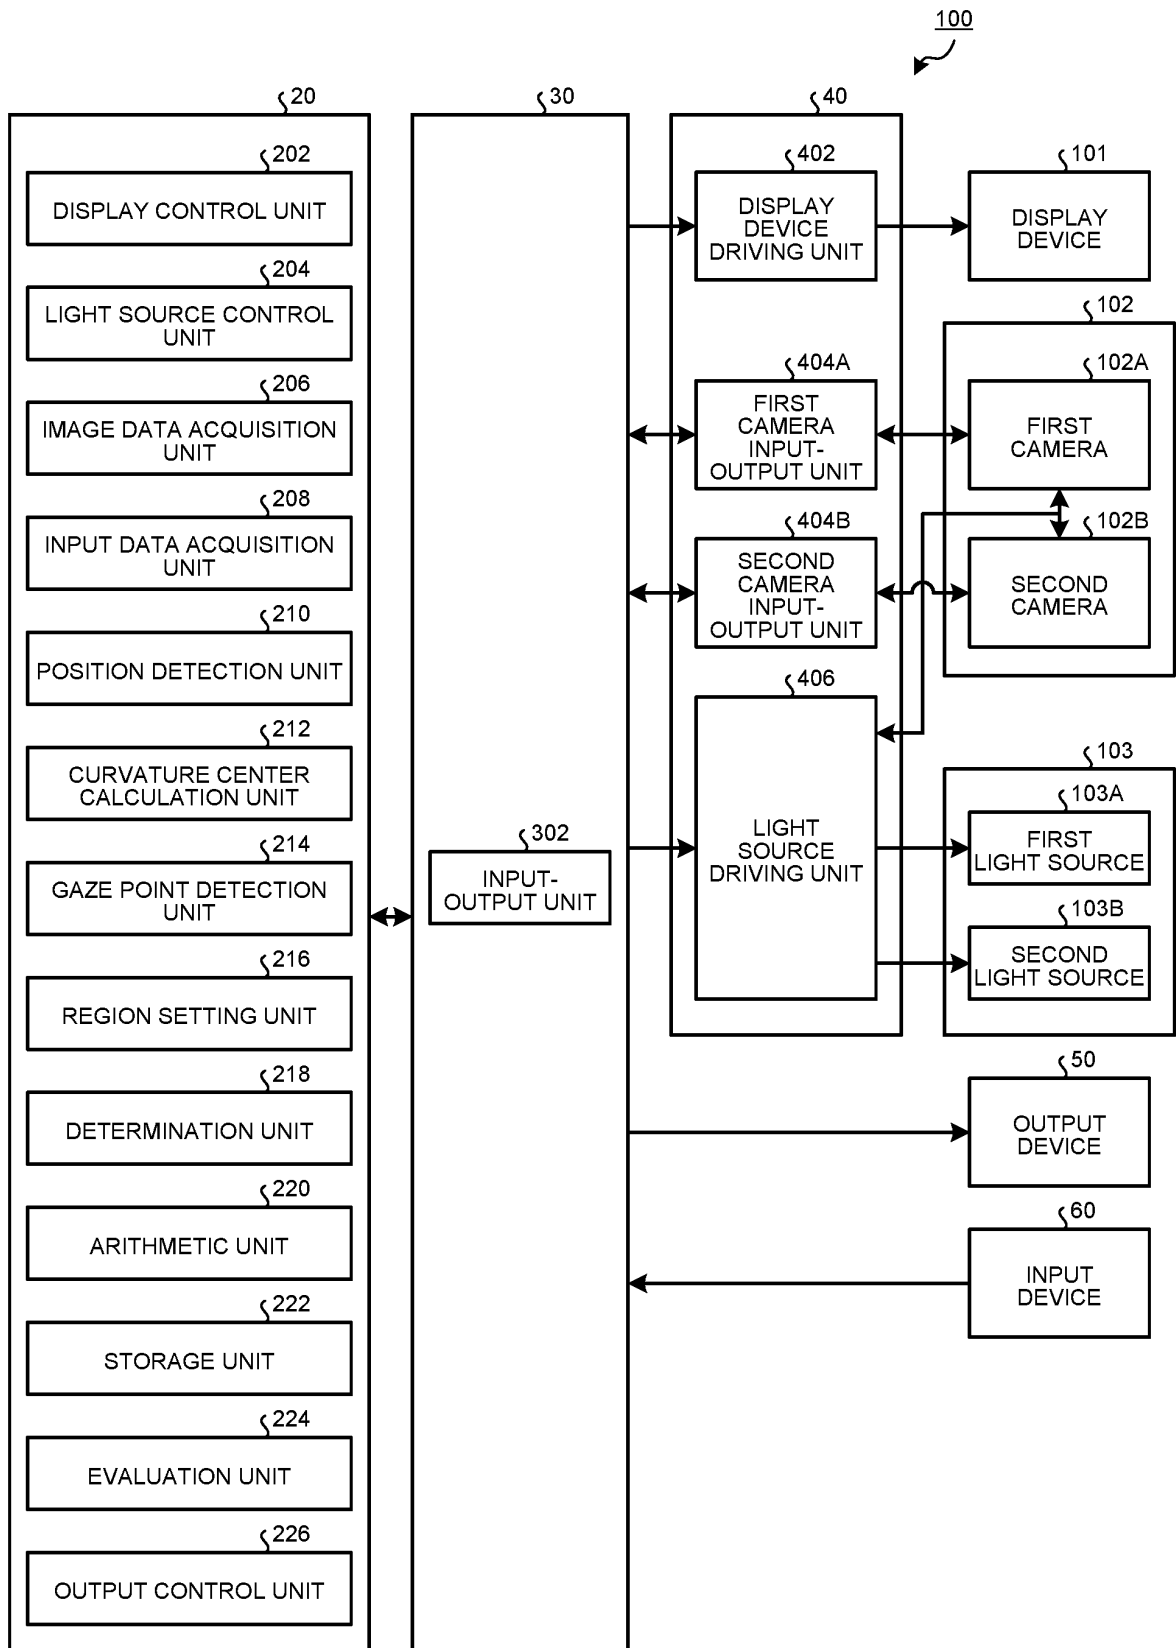 100
20
202
DISPLAY CONTROL UNIT
204
LIGHT SOURCE CONTROL
UNIT
206
IMAGE DATA ACQUISITION
UNIT
208
INPUT DATA ACQUISITION
UNIT
210
POSITION DETECTION UNIT
212
CURVATURE CENTER
CALCULATION UNIT
214
GAZE POINT DETECTION
UNIT
216
REGION SETTING UNIT
218
DETERMINATION UNIT
220
ARITHMETIC UNIT
222
STORAGE UNIT
224
EVALUATION UNIT
226
OUTPUT CONTROL UNIT
30
302
INPUT-
OUTPUT UNIT
40
402
DISPLAY
DEVICE
DRIVING UNIT
404A
FIRST
CAMERA
INPUT-
OUTPUT UNIT
404B
SECOND
CAMERA
INPUT-
OUTPUT UNIT
406
LIGHT
SOURCE
DRIVING UNIT
101
DISPLAY
DEVICE
102
102A
FIRST
CAMERA
102B
SECOND
CAMERA
103
103A
FIRST
LIGHT SOURCE
103B
SECOND
LIGHT SOURCE
50
OUTPUT
DEVICE
60
INPUT
DEVICE